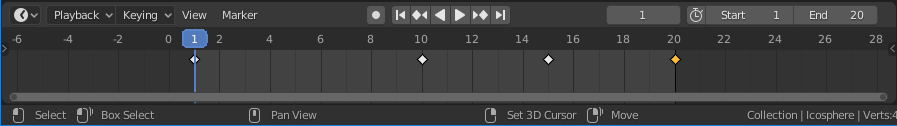 Playback Keying View Marker 1 Start 1 End 20
-6 -4 -2 0 1 2 4 6 8 10 12 14 16 18 20 22 24 26 28
Select Box Select Pan View Set 3D Cursor Move Collection | Icosphere | Verts:4